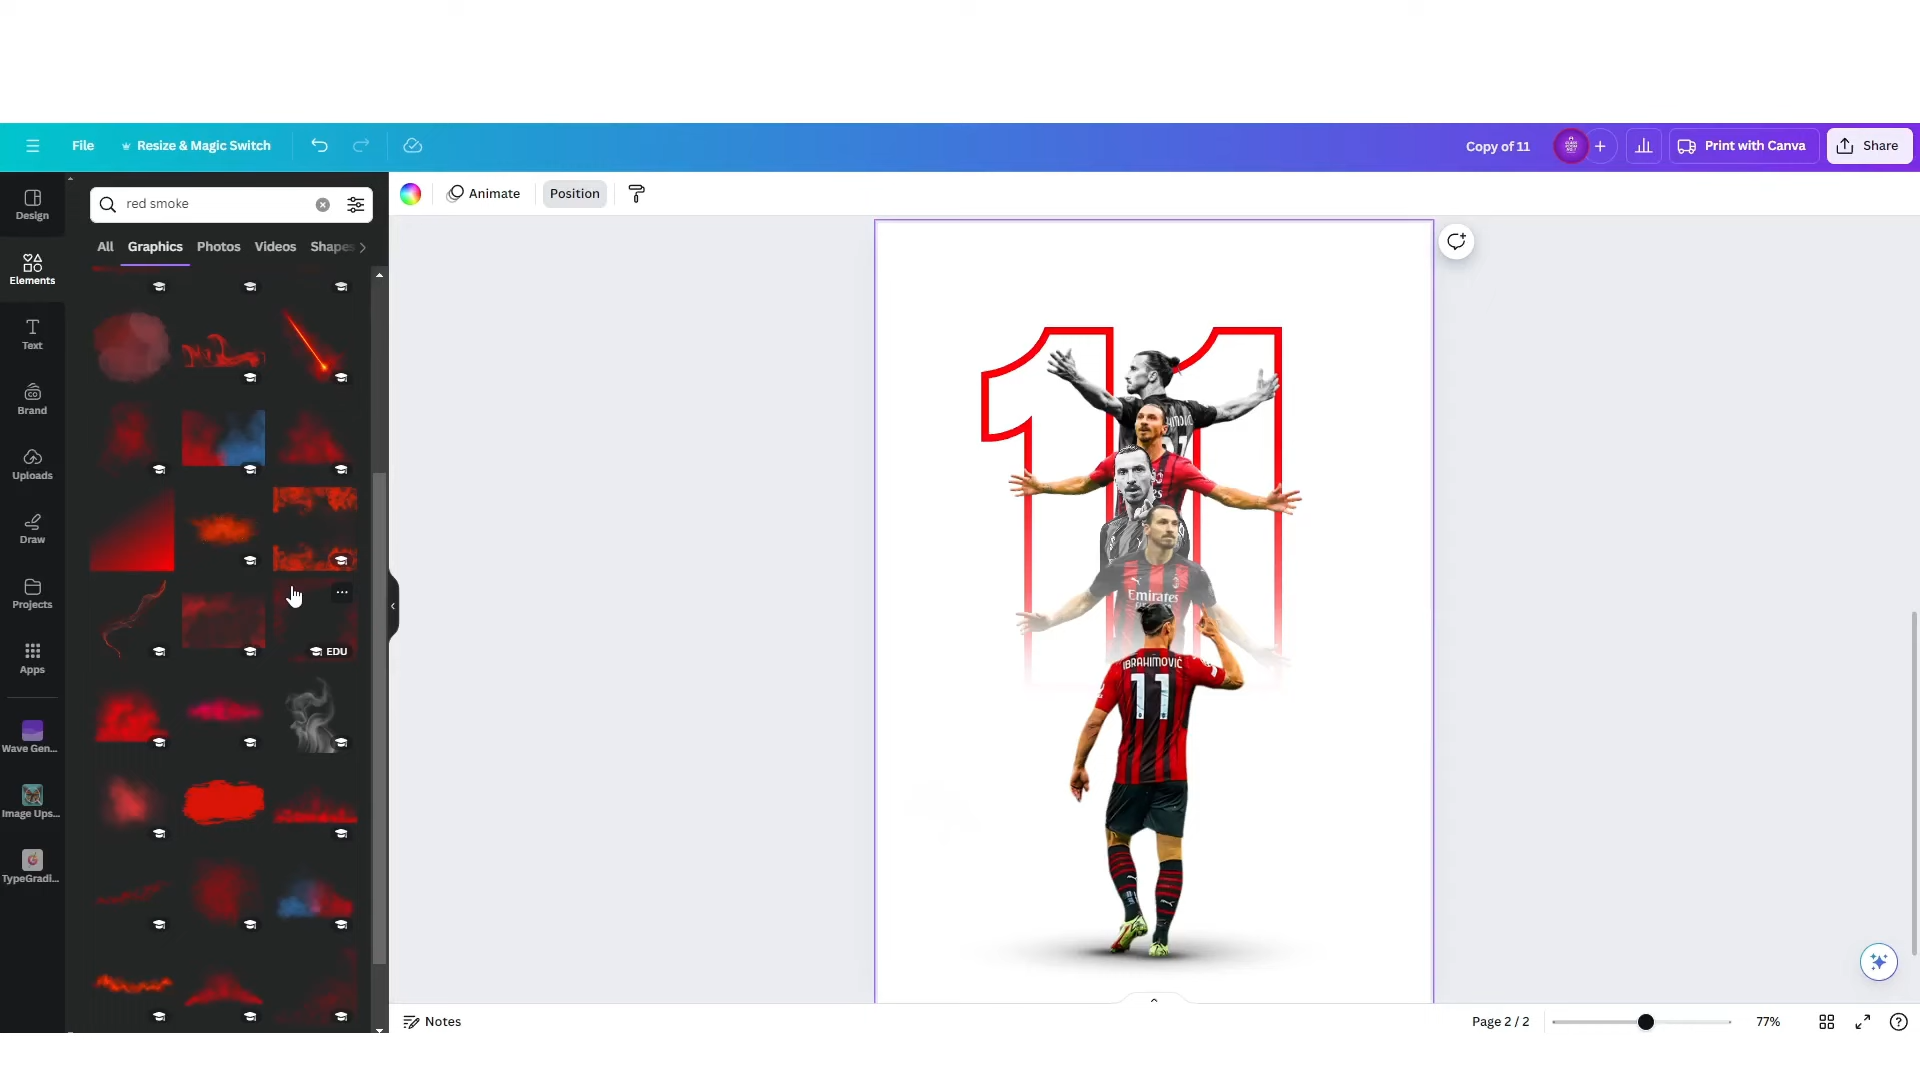 File
Resize & Magic Switch
Copy of 11
Print with Canva
Share
Design
Elements
Text
Brand
Uploads
Draw
Projects
Apps
Wave Gen...
Image Ups...
TypeGradi...
red smoke
All
Graphics
Photos
Videos
Shapes
EDU
Animate
Position
11
Emirates
IBRAHIMOVIĆ
11
Notes
Page 2 / 2
77%